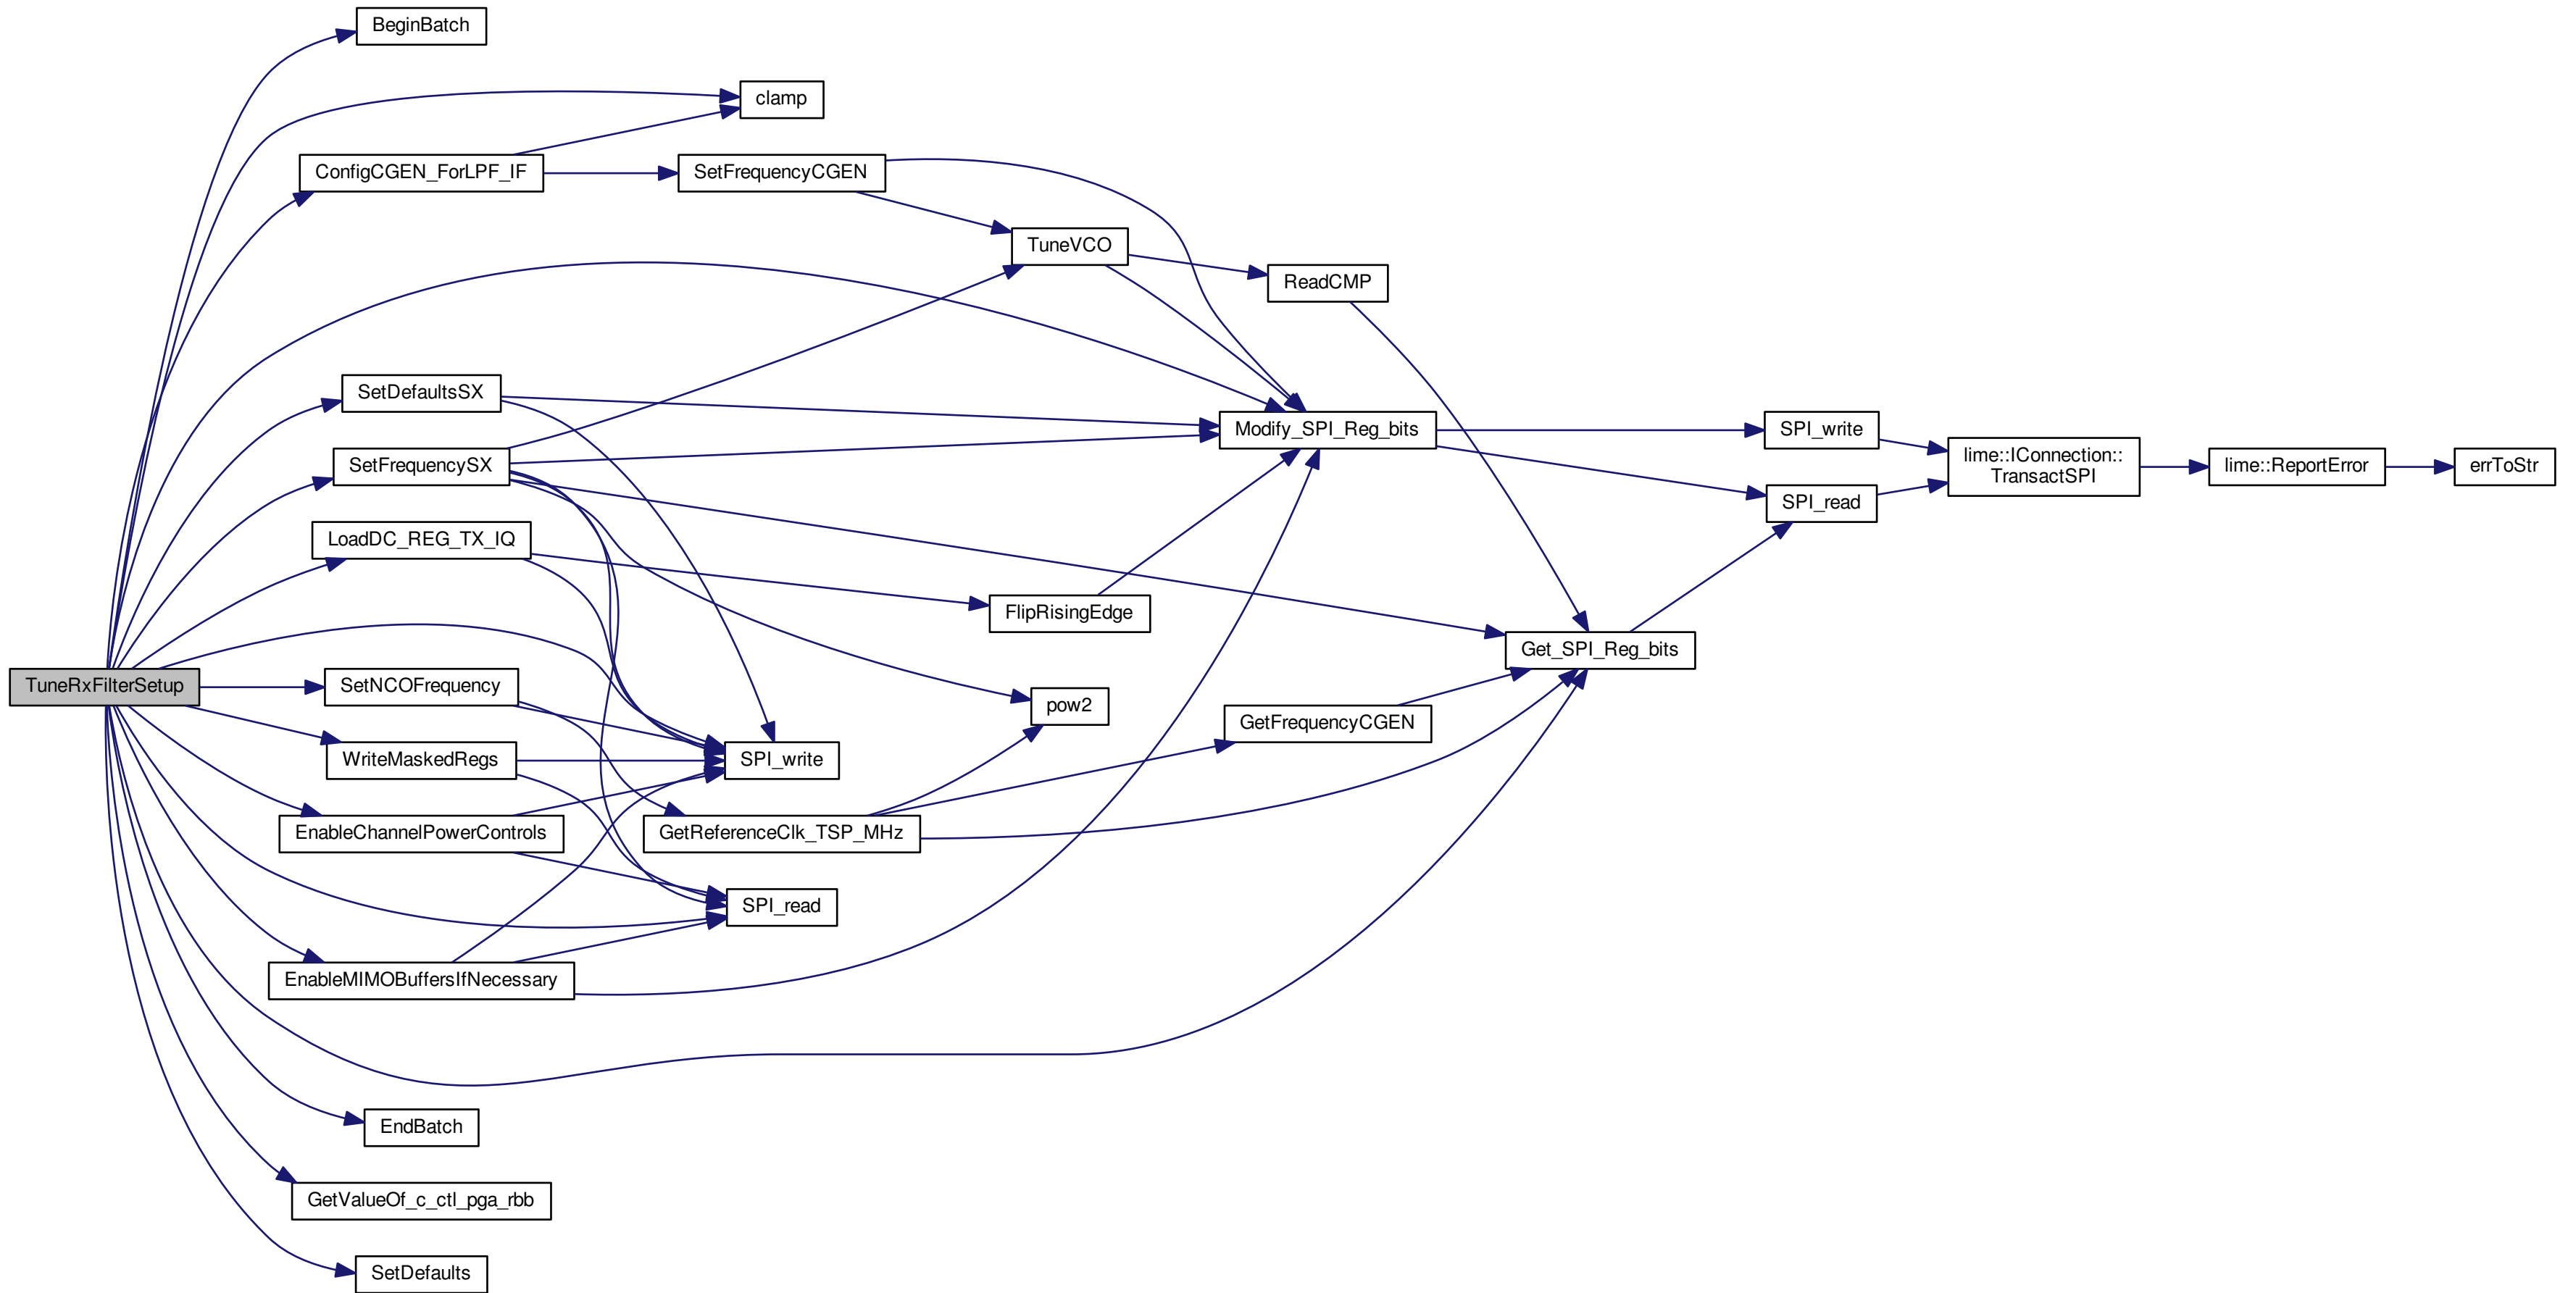 BeginBatch
clamp
ConfigCGEN_ForLPF_IF
SetFrequencyCGEN
TuneVCO
ReadCMP
SetDefaultsSX
Modify_SPI_Reg_bits
SPI_write
SetFrequencySX
lime::IConnection::
TransactSPI
lime::ReportError
errToStr
SPI_read
LoadDC_REG_TX_IQ
FlipRisingEdge
Get_SPI_Reg_bits
TuneRxFilterSetup
SetNCOFrequency
pow2
GetFrequencyCGEN
WriteMaskedRegs
SPI_write
EnableChannelPowerControls
GetReferenceClk_TSP_MHz
SPI_read
EnableMIMOBuffersIfNecessary
EndBatch
GetValueOf_c_ctl_pga_rbb
SetDefaults